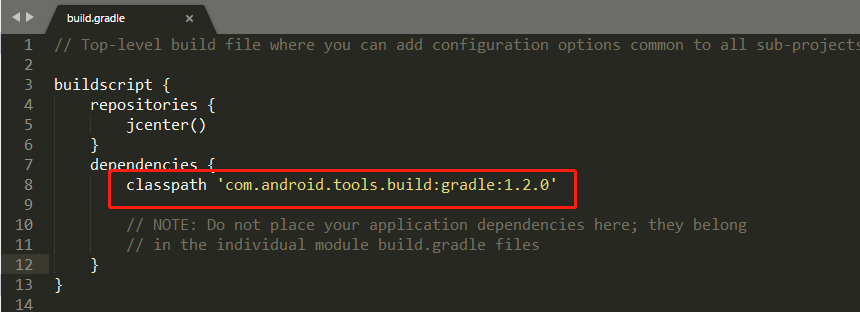 build.gradle
1 // Top-level build file where you can add configuration options common to all sub-projects
2
3 buildscript {
4 repositories {
5 jcenter()
6 }
7 dependencies {
8 classpath 'com.android.tools.build:gradle:1.2.0'
9
10 // NOTE: Do not place your application dependencies here; they belong
11 // in the individual module build.gradle files
12 }
13 }
14